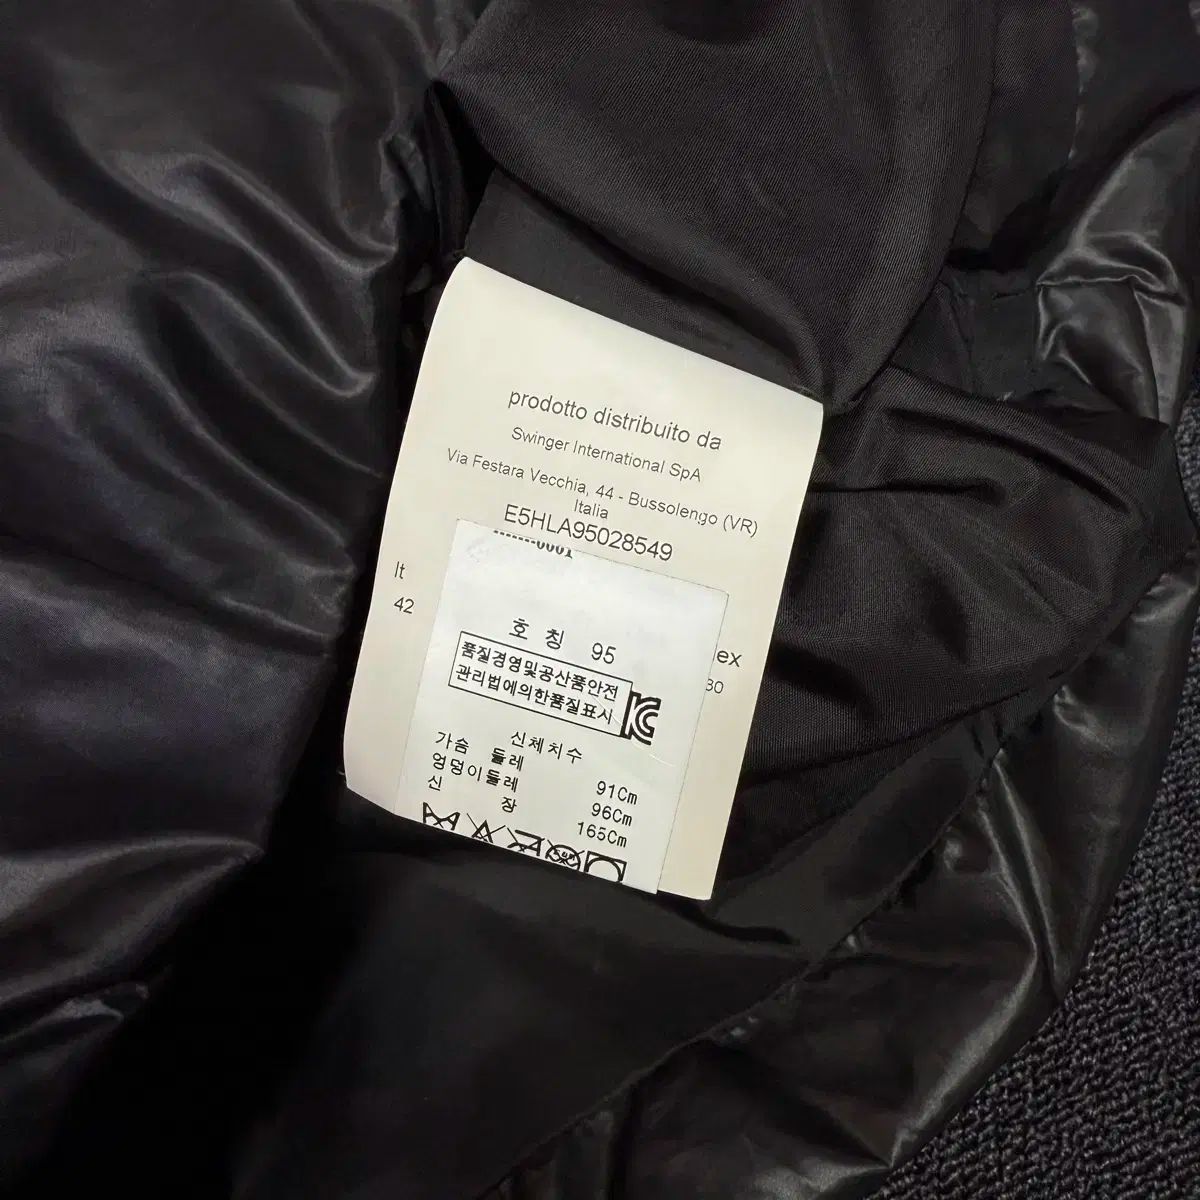 prodotto distribuito da
Swinger International SpA
Via Festara Vecchia, 44 - Bussolengo (VR)
Italia
E5HLA95028549
It
42
ex
30
호 칭 95
품질경영및공산품안전
관리법에의한품질표시
신체치수
가슴 둘레 91Cm
엉덩이둘레 96Cm
신 장 165Cm